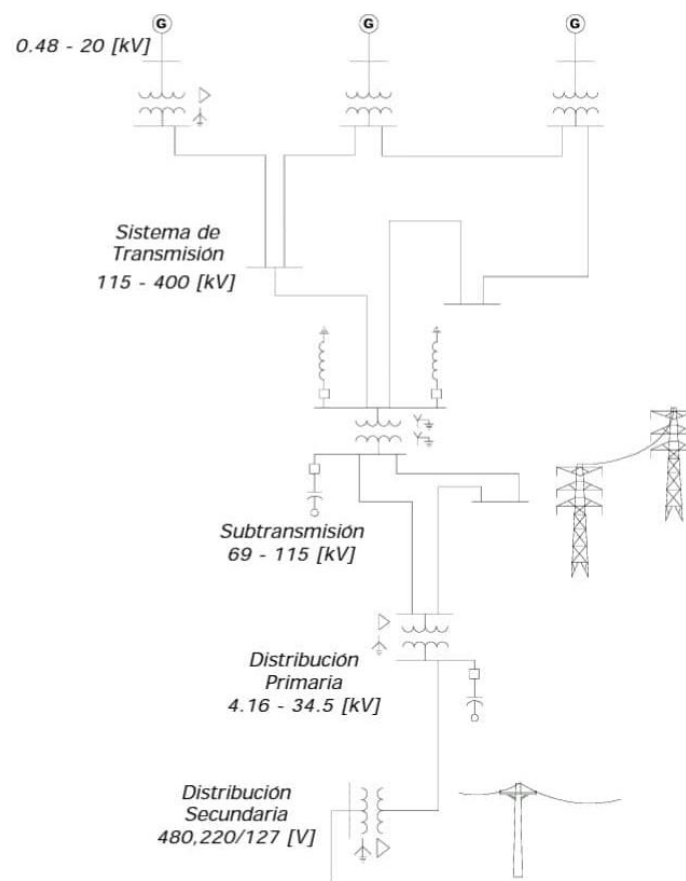 G
G
G
0.48 - 20 [kV]
Sistema de
Transmisión
115 - 400 [kV]
Subtransmisión
69 - 115 [kV]
Distribución
Primaria
4.16 - 34.5 [kV]
Distribución
Secundaria
480,220/127 [V]